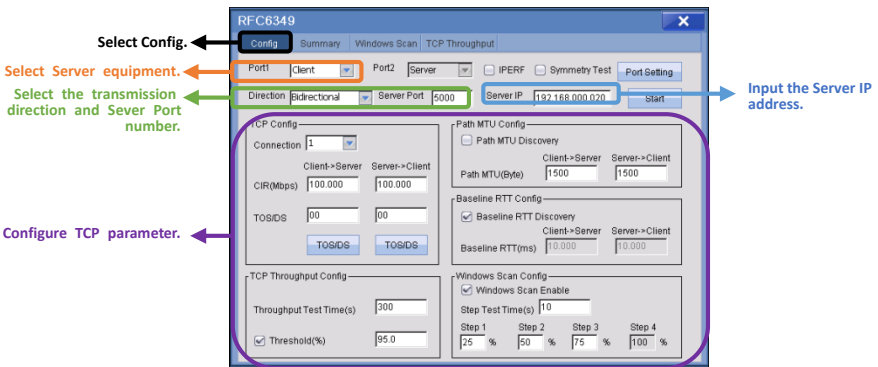 RFC6349
Select Config.
Config Summary Windows Scan TCP Throughput
Select Server equipment.
Port1 Client Port2 Server IPERF Symmetry Test Port Setting
Select the transmission direction and Sever Port number.
Direction Bidirectional Server Port 5000 Server IP 192.168.000.020 Start
Input the Server IP address.
Configure TCP parameter.
TCP Config
Connection 1
Client->Server Server->Client
CIR(Mbps) 100.000 100.000
TOS/DS 00 00
TOS/DS TOS/DS
Path MTU Config
Path MTU Discovery
Client->Server Server->Client
Path MTU(Byte) 1500 1500
Baseline RTT Config
Baseline RTT Discovery
Client->Server Server->Client
Baseline RTT(ms) 10.000 10.000
TCP Throughput Config
Throughput Test Time(s) 300
Threshold(%) 95.0
Windows Scan Config
Windows Scan Enable
Step Test Time(s) 10
Step 1 Step 2 Step 3 Step 4
25 % 50 % 75 % 100 %